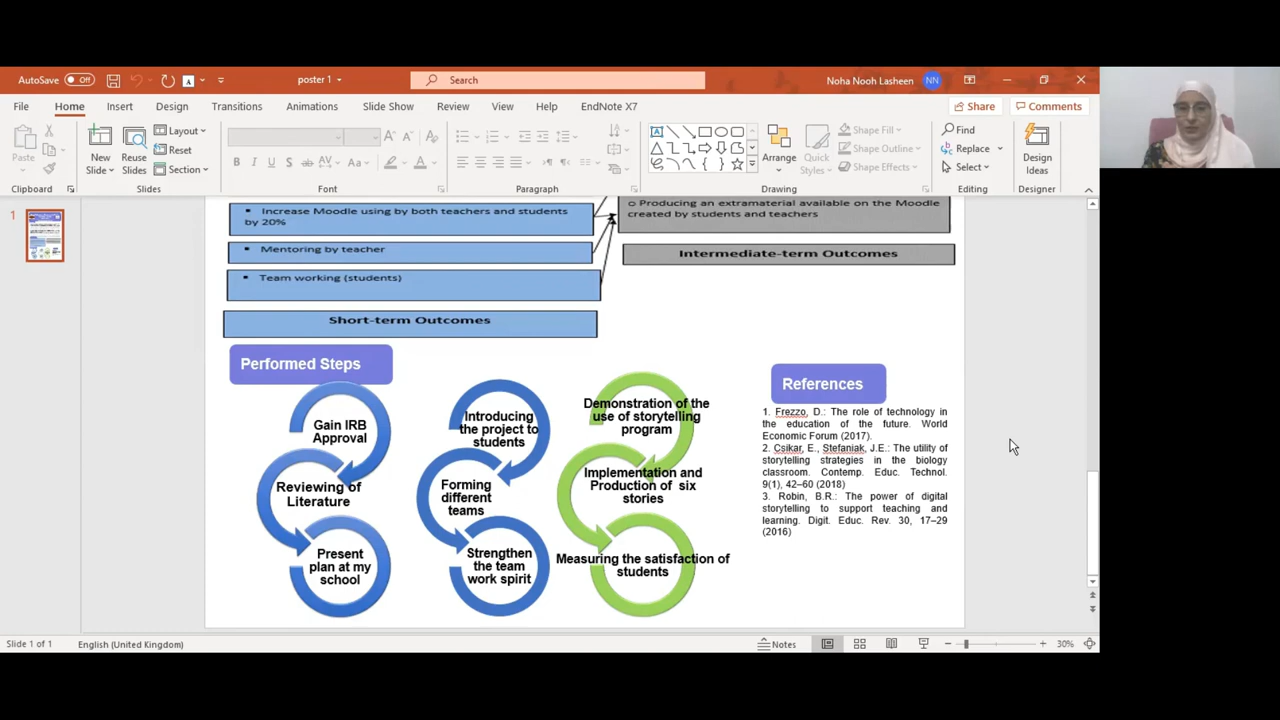 AutoSave Off
poster 1
Search
Noha Nooh Lasheen NN
File Home Insert Design Transitions Animations Slide Show Review View Help EndNote X7
Share Comments
Paste
New Slide
Reuse Slides
Layout
Reset
Section
B I U S ab AV Aa A
Arrange
Quick Styles
Shape Fill
Shape Outline
Shape Effects
Find
Replace
Select
Design Ideas
Clipboard Slides Font Paragraph Drawing Editing Designer
1
Increase Moodle using by both teachers and students
by 20%
Mentoring by teacher
Team working (students)
Short-term Outcomes
o Producing an extramaterial available on the Moodle
created by students and teachers
Intermediate-term Outcomes
Performed Steps
Gain IRB
Approval
Reviewing of
Literature
Present
plan at my
school
Introducing
the project to
students
Forming
different
teams
Strengthen
the team
work spirit
Demonstration of the
use of storytelling
program
Implementation and
Production of six
stories
Measuring the satisfaction of
students
References
1. Frezzo, D.: The role of technology in
the education of the future. World
Economic Forum (2017).
2. Csikar, E., Stefaniak, J.E.: The utility of
storytelling strategies in the biology
classroom. Contemp. Educ. Technol.
9(1), 42–60 (2018)
3. Robin, B.R.: The power of digital
storytelling to support teaching and
learning. Digit. Educ. Rev. 30, 17–29
(2016)
Slide 1 of 1 English (United Kingdom) Notes 30%